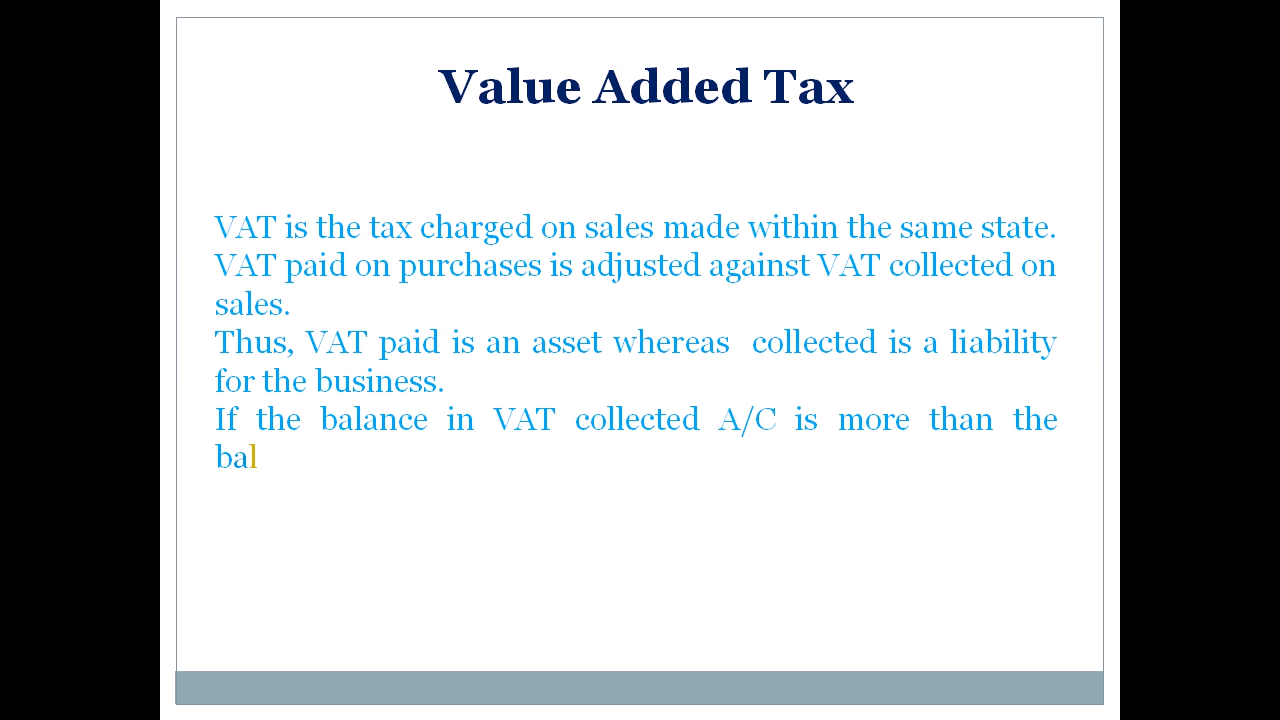 Value Added Tax
VAT is the tax charged on sales made within the same state.
VAT paid on purchases is adjusted against VAT collected on
sales.
Thus, VAT paid is an asset whereas  collected is a liability
for the business.
If the balance in VAT collected A/C is more than the
bal